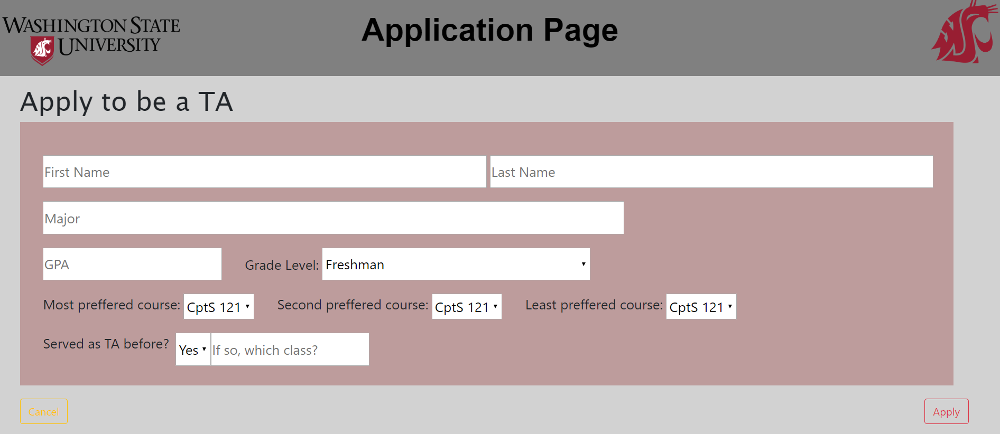 WASHINGTON STATE
UNIVERSITY
Application Page
Apply to be a TA
First Name
Last Name
Major
GPA
Grade Level: Freshman
Most preffered course: CptS 121
Second preffered course: CptS 121
Least preffered course: CptS 121
Served as TA before? Yes
If so, which class?
Cancel
Apply